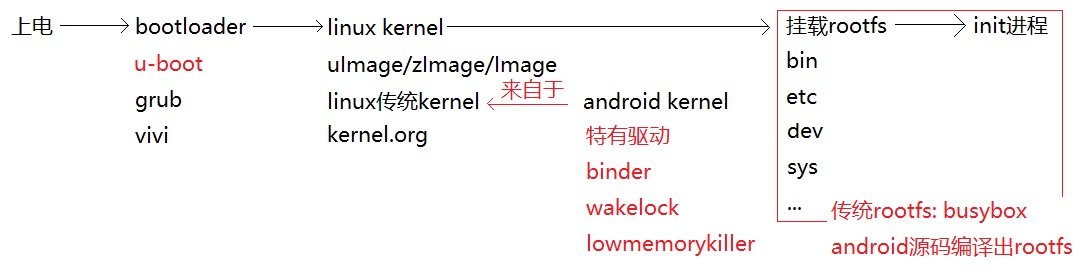 上电 bootloader linux kernel 挂载rootfs init进程
u-boot uImage/zImage/Image bin
grub linux传统kernel 来自于 android kernel etc
vivi kernel.org 特有驱动 dev
binder sys
wakelock ... 传统rootfs: busybox
lowmemorykiller android源码编译出rootfs